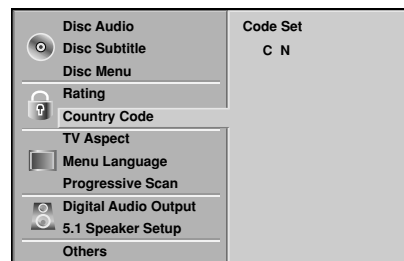 Disc Audio
Disc Subtitle
Disc Menu
Rating
Country Code
TV Aspect
Menu Language
Progressive Scan
Digital Audio Output
5.1 Speaker Setup
Others
Code Set
C N